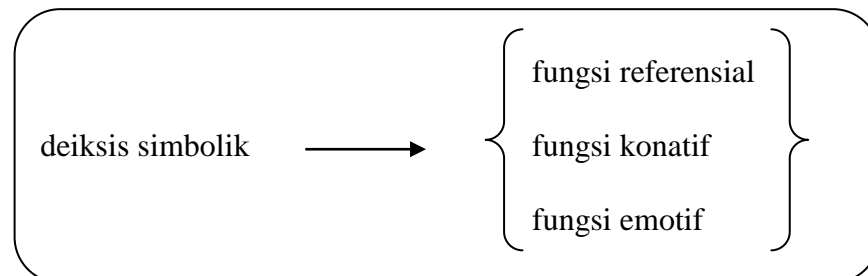 fungsi referensial
deiksis simbolik
fungsi konatif
fungsi emotif